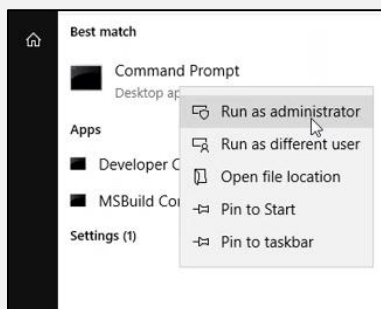 Best match
Command Prompt
Desktop ap
Run as administrator
Run as different user
Apps
Developer C
Open file location
MSBuild Co
Pin to Start
Settings (1)
Pin to taskbar